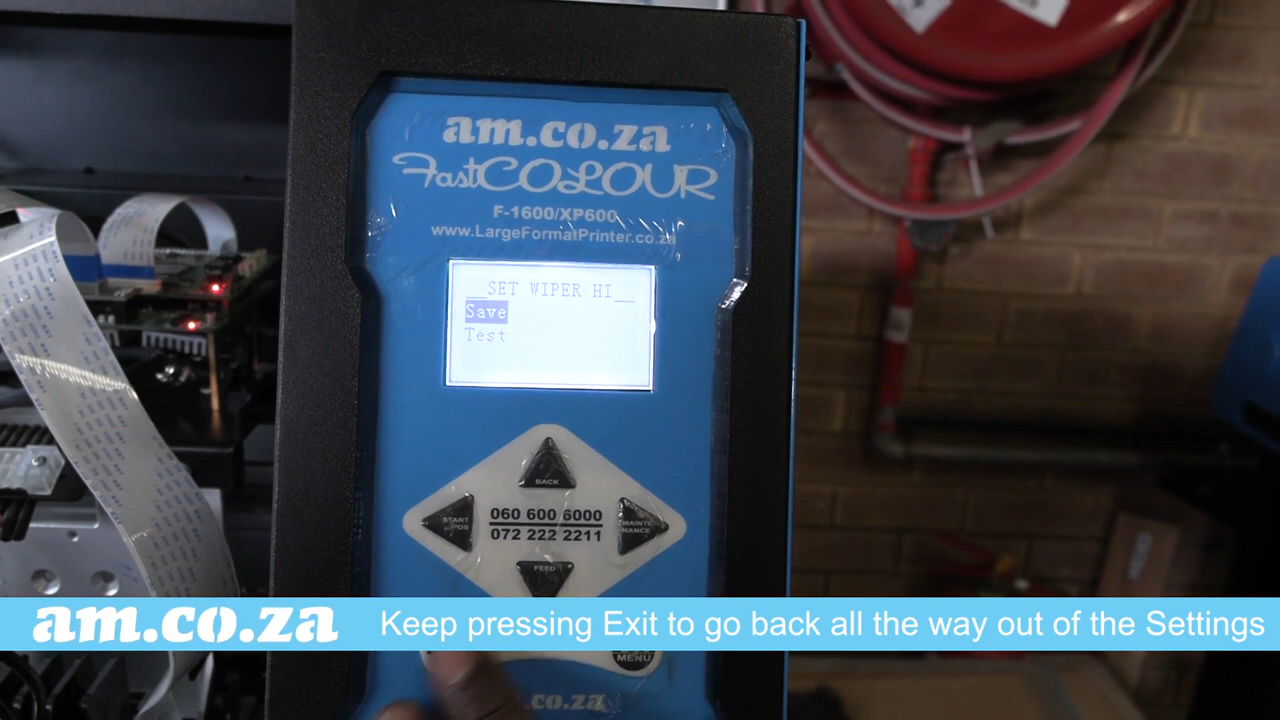 am.co.za
FastCOLOUR
F-1600/XP600
www.LargeFormatPrinter.co.za
__SET WIPER HI__
Save
Test
BACK
START
POS
060 600 6000
072 222 2211
MAINTE
NANCE
FEED
am.co.za
Keep pressing Exit to go back all the way out of the Settings
MENU
.co.za